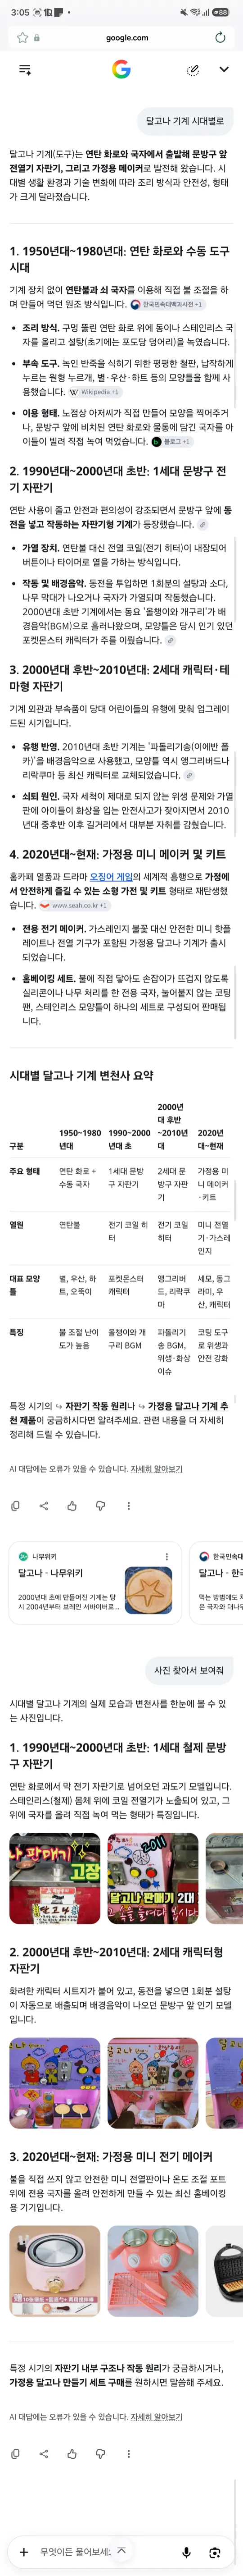 3:05
88
google.com
달고나 기계 시대별로
달고나 기계(도구)는 연탄 화로와 국자에서 출발해 문방구 앞
전열기 자판기, 그리고 가정용 메이커로 발전해 왔습니다. 시
대별 생활 환경과 기술 변화에 따라 조리 방식과 안전성, 형태
가 크게 달라졌습니다.
1. 1950년대~1980년대: 연탄 화로와 수동 도구
시대
기계 장치 없이 연탄불과 쇠 국자를 이용해 직접 불 조절을 하
며 만들어 먹던 원조 방식입니다. 한국민속대백과사전 +1
• 조리 방식. 구멍 뚫린 연탄 화로 위에 동이나 스테인리스 국
자를 올리고 설탕(초기에는 포도당 덩어리)을 녹였습니다.
• 부속 도구. 녹인 반죽을 식히기 위한 평평한 철판, 납작하게
누르는 원형 누르개, 별·우산·하트 등의 모양틀을 함께 사
용했습니다. Wikipedia +1
• 이용 형태. 노점상 아저씨가 직접 만들어 모양을 찍어주거
나, 문방구 앞에 비치된 연탄 화로와 물통에 담긴 국자를 아
이들이 빌려 직접 녹여 먹었습니다. 블로그 +1
2. 1990년대~2000년대 초반: 1세대 문방구 전
기 자판기
연탄 사용이 줄고 안전과 편의성이 강조되면서 문방구 앞에 동
전을 넣고 작동하는 자판기형 기계가 등장했습니다.
• 가열 장치. 연탄불 대신 전열 코일(전기 히터)이 내장되어
버튼이나 타이머로 열을 가하는 방식입니다.
• 작동 및 배경음악. 동전을 투입하면 1회분의 설탕과 소다,
나무 막대가 나오거나 국자가 가열되며 작동했습니다.
2000년대 초반 기계에서는 동요 '올챙이와 개구리'가 배
경음악(BGM)으로 흘러나왔으며, 모양틀은 당시 인기 있던
포켓몬스터 캐릭터가 주를 이뤘습니다.
3. 2000년대 후반~2010년대: 2세대 캐릭터·테
마형 자판기
기계 외관과 부속품이 당대 어린이들의 유행에 맞춰 업그레이
드된 시기입니다.
• 유행 반영. 2010년대 초반 기계는 '파돌리기송(이에반 폴
카)'을 배경음악으로 사용했고, 모양틀 역시 앵그리버드나
리락쿠마 등 최신 캐릭터로 교체되었습니다.
• 쇠퇴 원인. 국자 세척이 제대로 되지 않는 위생 문제와 가열
판에 아이들이 화상을 입는 안전사고가 잦아지면서 2010
년대 중후반 이후 길거리에서 대부분 자취를 감췄습니다.
4. 2020년대~현재: 가정용 미니 메이커 및 키트
홈카페 열풍과 드라마 오징어 게임의 세계적 흥행으로 가정에
서 안전하게 즐길 수 있는 소형 가전 및 키트 형태로 재탄생했
습니다. www.seah.co.kr +1
• 전용 전기 메이커. 가스레인지 불꽃 대신 안전한 미니 핫플
레이트나 전열 기구가 포함된 가정용 달고나 기계가 출시
되었습니다.
• 홈베이킹 세트. 불에 직접 닿아도 손잡이가 뜨겁지 않도록
실리콘이나 나무 처리를 한 전용 국자, 눌어붙지 않는 코팅
팬, 스테인리스 모양틀이 하나의 세트로 구성되어 판매됩니
다.
시대별 달고나 기계 변천사 요약
구분 1950~1980년대 1990~2000년대 초 2000년대 후반~2010년대 2020년대~현재
주요 형태 연탄 화로 + 수동 국자 1세대 문방구 자판기 2세대 문방구 자판기 가정용 미니 메이커·키트
열원 연탄불 전기 코일 히터 전기 코일 히터 미니 전열기·가스레인지
대표 모양틀 별, 우산, 하트, 오뚝이 포켓몬스터 캐릭터 앵그리버드, 리락쿠마 세모, 동그라미, 우산, 캐릭터
특징 불 조절 난이도가 높음 올챙이와 개구리 BGM 파돌리기송 BGM, 위생·화상 이슈 코팅 도구로 위생과 안전 강화
특정 시기의 ↪ 자판기 작동 원리나 ↪ 가정용 달고나 기계 추
천 제품이 궁금하시다면 알려주세요. 관련 내용을 더 자세히
정리해 드릴 수 있습니다.
AI 대답에는 오류가 있을 수 있습니다. 자세히 알아보기
나무위키
달고나 - 나무위키
2000년대 초에 만들어진 기계는 당
시 2004년부터 브레인 서바이버로...
한국민속대
달고나 - 한
먹는 방법에도 차
은 국자와 대나무
사진 찾아서 보여줘
시대별 달고나 기계의 실제 모습과 변천사를 한눈에 볼 수 있
는 사진입니다.
1. 1990년대~2000년대 초반: 1세대 철제 문방
구 자판기
연탄 화로에서 막 전기 자판기로 넘어오던 과도기 모델입니다.
스테인리스(철제) 몸체 위에 코일 전열기가 노출되어 있고, 그
위에 국자를 올려 직접 녹여 먹는 형태가 특징입니다.
나 판매기
고장
달고나
2011
달고나 판매기 2대
2. 2000년대 후반~2010년대: 2세대 캐릭터형
자판기
화려한 캐릭터 시트지가 붙어 있고, 동전을 넣으면 1회분 설탕
이 자동으로 배출되며 배경음악이 나오던 문방구 앞 인기 모델
입니다.
3. 2020년대~현재: 가정용 미니 전기 메이커
불을 직접 쓰지 않고 안전한 미니 전열판이나 온도 조절 포트
위에 전용 국자를 올려 안전하게 만들 수 있는 최신 홈베이킹
용 기기입니다.
특정 시기의 자판기 내부 구조나 작동 원리가 궁금하시거나,
가정용 달고나 만들기 세트 구매를 원하시면 말씀해 주세요.
AI 대답에는 오류가 있을 수 있습니다. 자세히 알아보기
무엇이든 물어보세요